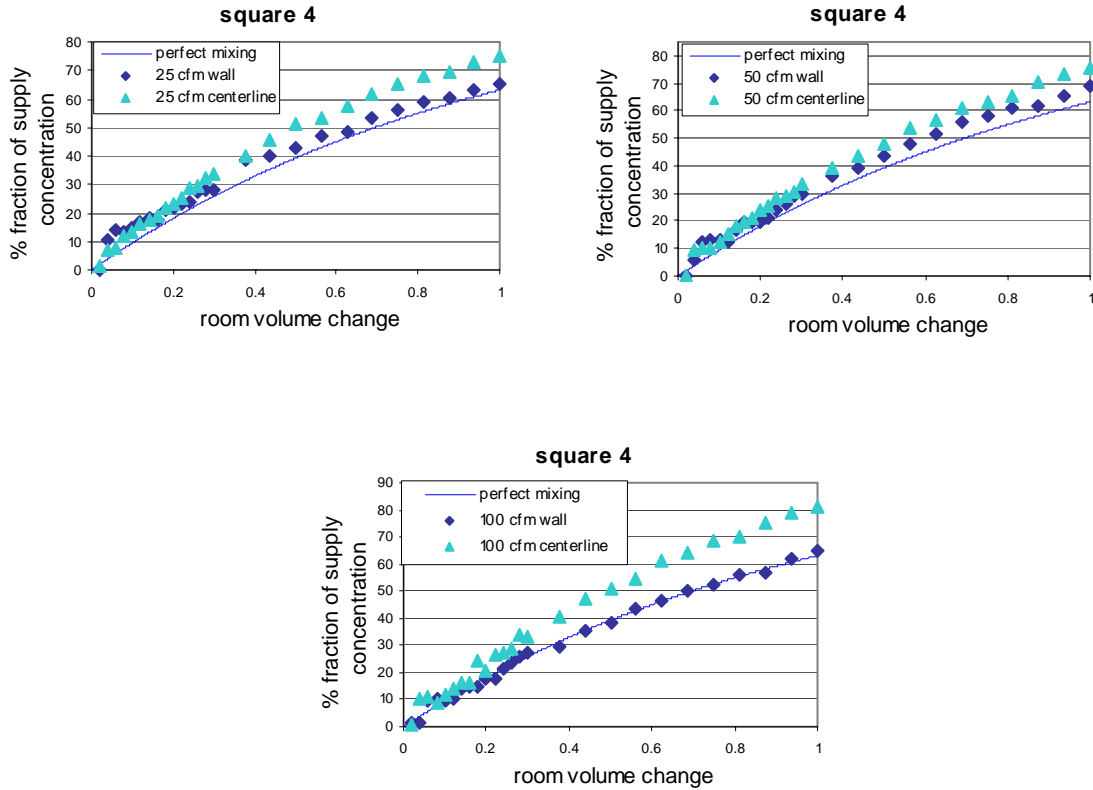 square 4
perfect mixing
25 cfm wall
25 cfm centerline
% fraction of supply
concentration
80
70
60
50
40
30
20
10
0
0
0.2
0.4
0.6
0.8
1
room volume change
square 4
perfect mixing
50 cfm wall
50 cfm centerline
% fraction of supply
concentration
80
70
60
50
40
30
20
10
0
0
0.2
0.4
0.6
0.8
1
room volume change
square 4
perfect mixing
100 cfm wall
100 cfm centerline
% fraction of supply
concentration
90
80
70
60
50
40
30
20
10
0
0
0.2
0.4
0.6
0.8
1
room volume change